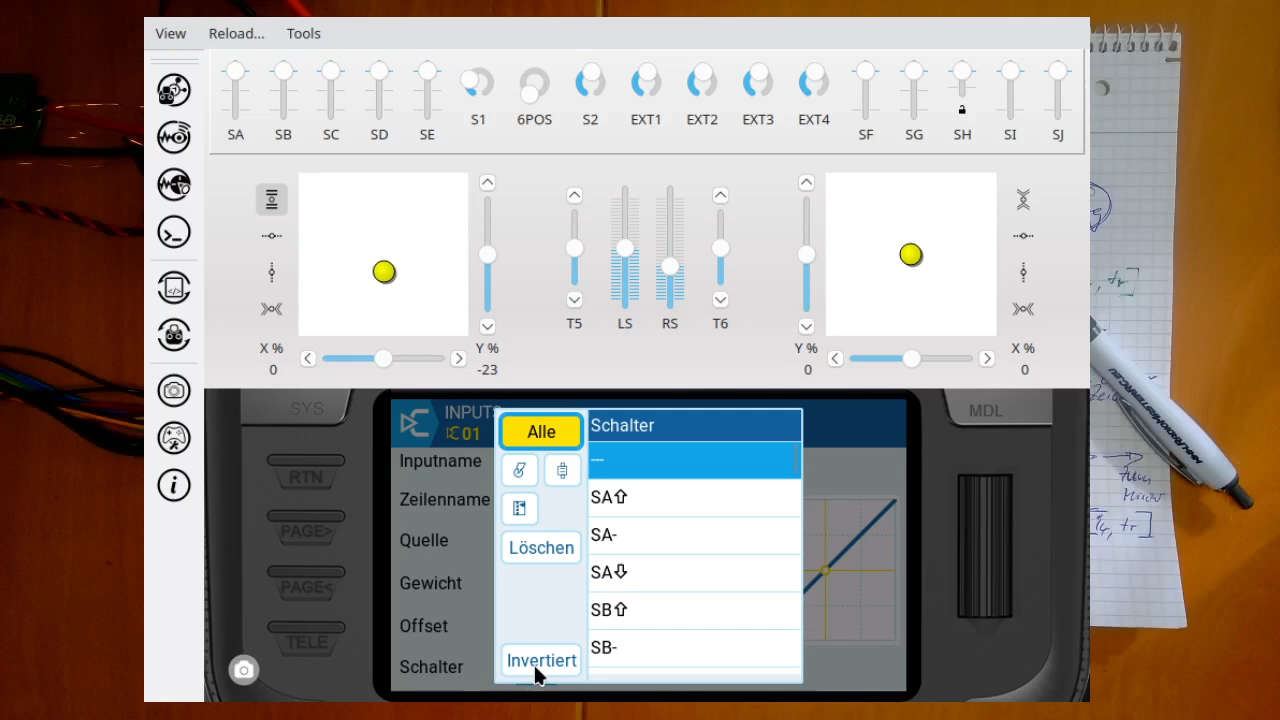 View Reload... Tools
SA SB SC SD SE S1 6POS S2 EXT1 EXT2 EXT3 EXT4 SF SG SH SI SJ
T5 LS RS T6
X % Y % Y % X %
0 -23 0 0
SYS MDL
INPUTS
01
RTN
PAGE>
PAGE<
TELE
Inputname
Zeilenname
Quelle
Gewicht
Offset
Schalter
Alle
Löschen
Invertiert
Schalter
---
SA⇧
SA-
SA⇩
SB⇧
SB-
, tr]